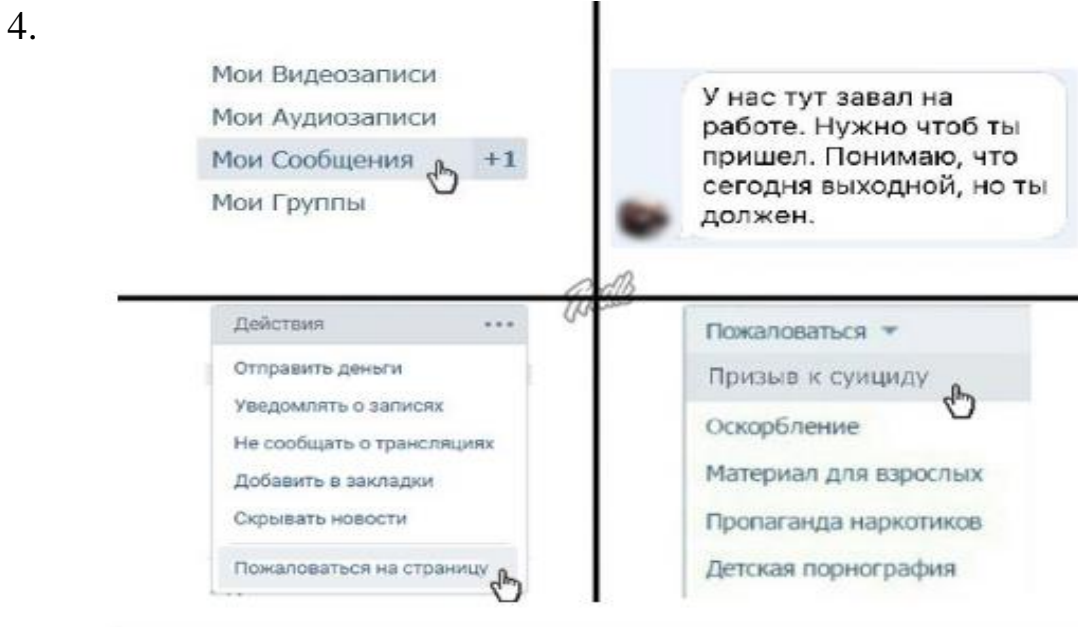 4.
Мои Видеозаписи
Мои Аудиозаписи
Мои Сообщения +1
Мои Группы
У нас тут завал на
работе. Нужно чтоб ты
пришел. Понимаю, что
сегодня выходной, но ты
должен.
Действия
Отправить деньги
Уведомлять о записях
Не сообщать о трансляциях
Добавить в закладки
Скрывать новости
Пожаловаться на страницу
Пожаловаться
Призыв к суициду
Оскорбление
Материал для взрослых
Пропаганда наркотиков
Детская порнография